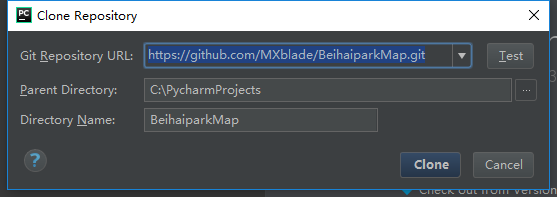 PC Clone Repository
Git Repository URL: https://github.com/MXblade/BeihaiparkMap.git Test
Parent Directory: C:\PycharmProjects ...
Directory Name: BeihaiparkMap
? Clone Cancel
Check out from Version